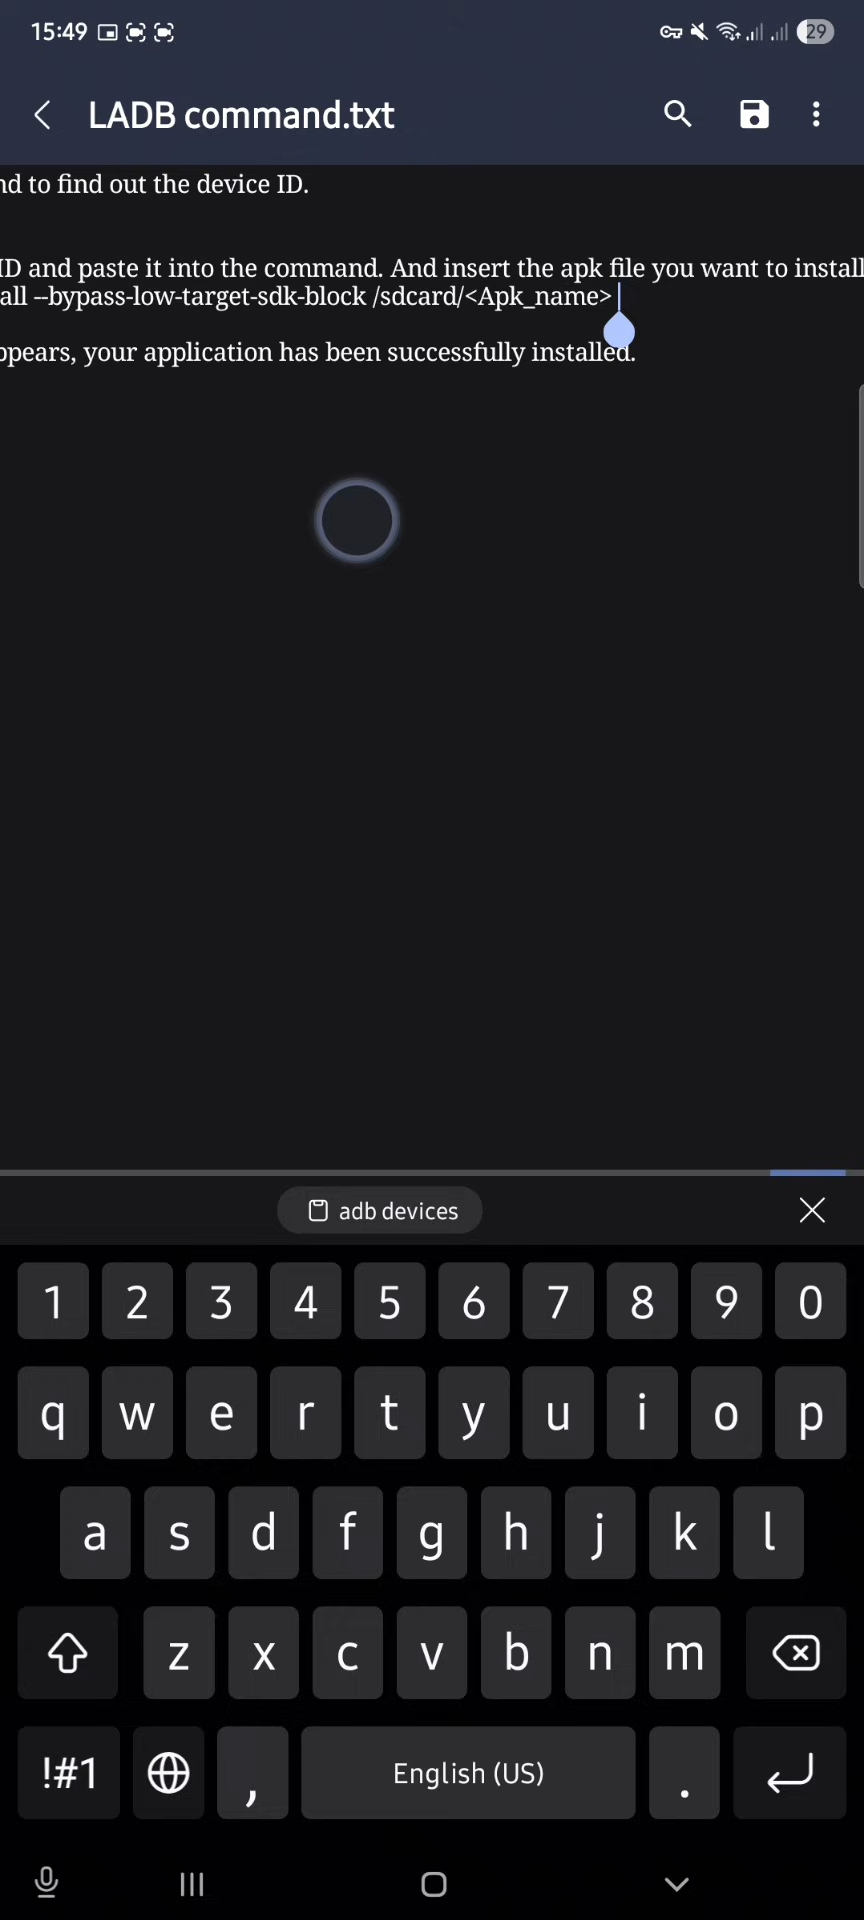 15:49
29
LADB command.txt
nd to find out the device ID.
ID and paste it into the command. And insert the apk file you want to install
all --bypass-low-target-sdk-block /sdcard/<Apk_name>
ppears, your application has been successfully installed.
adb devices
1 2 3 4 5 6 7 8 9 0
q w e r t y u i o p
a s d f g h j k l
z x c v b n m
!#1 , English (US) .